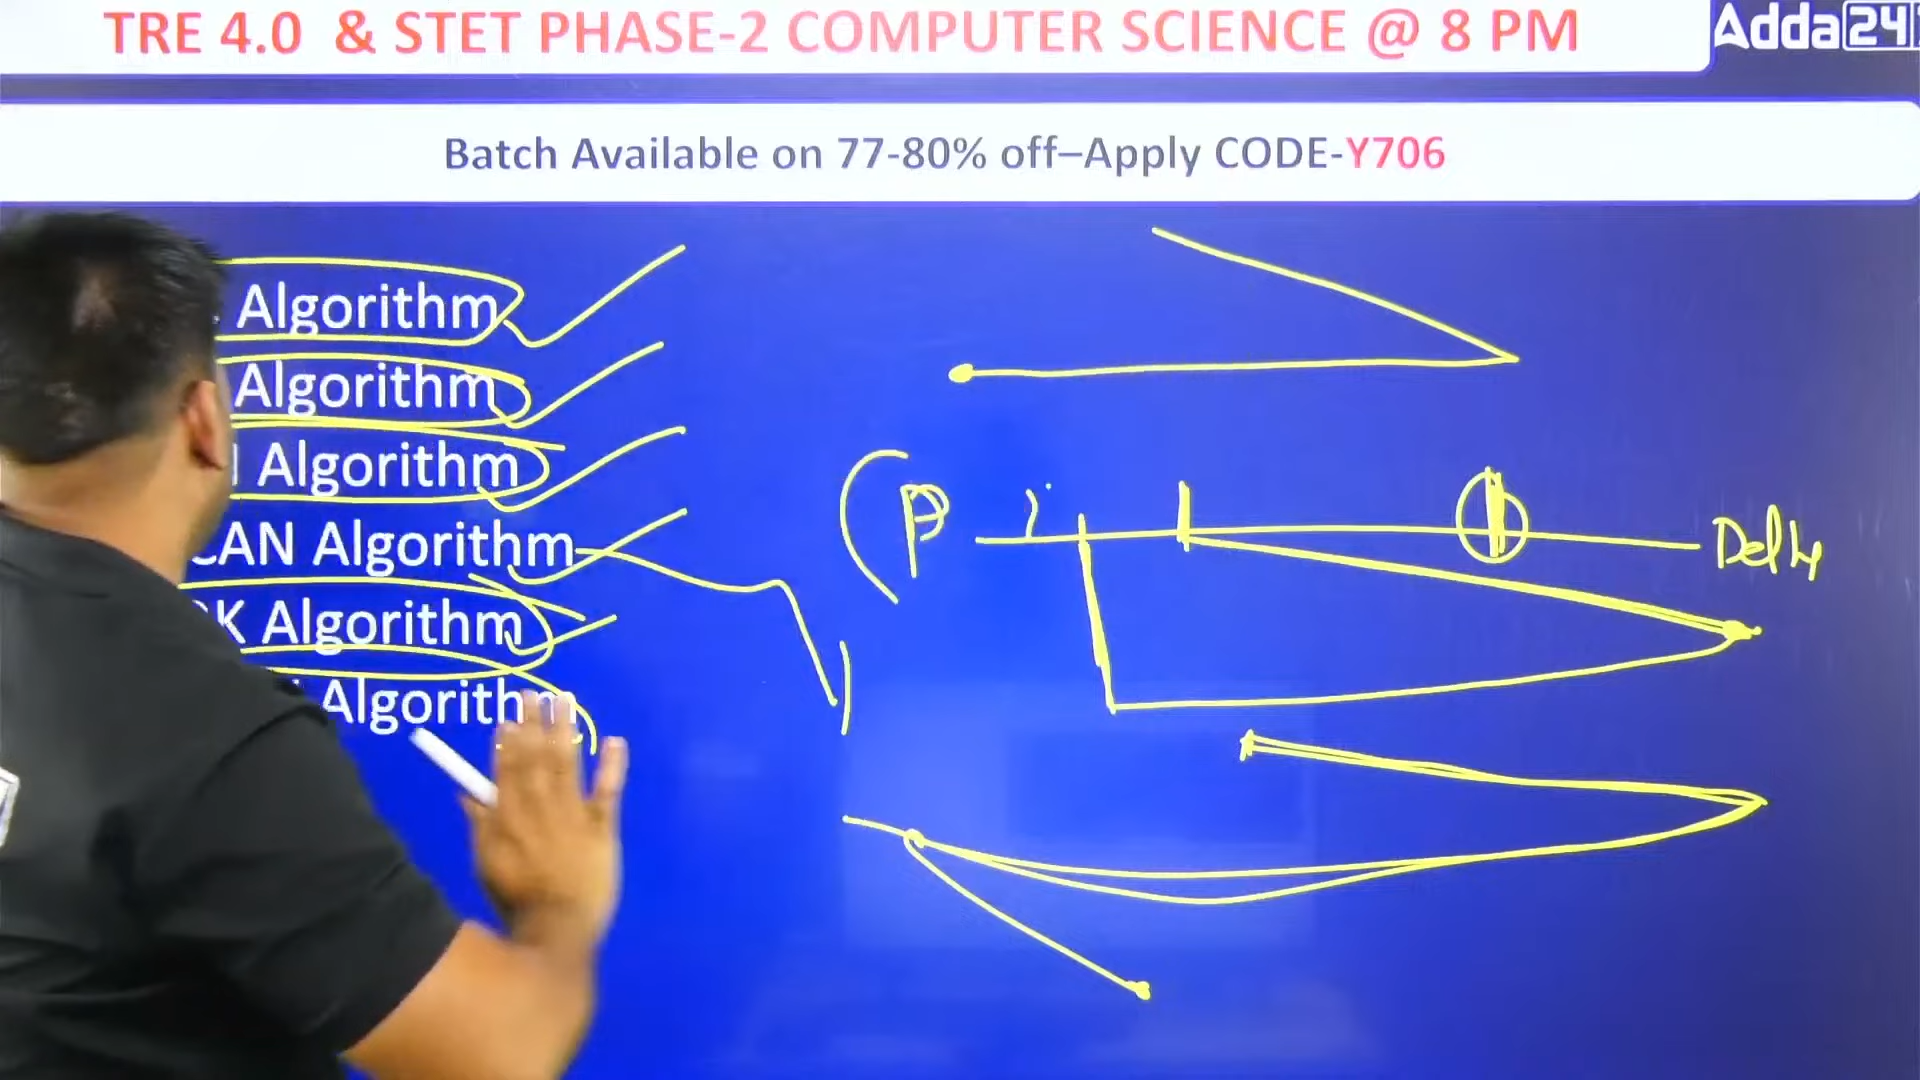 TRE 4.0 & STET PHASE-2 COMPUTER SCIENCE @ 8 PM
Adda24
Batch Available on 77-80% off–Apply CODE-Y706
Algorithm
Algorithm
Algorithm
CAN Algorithm
K Algorithm
Algorithm
P